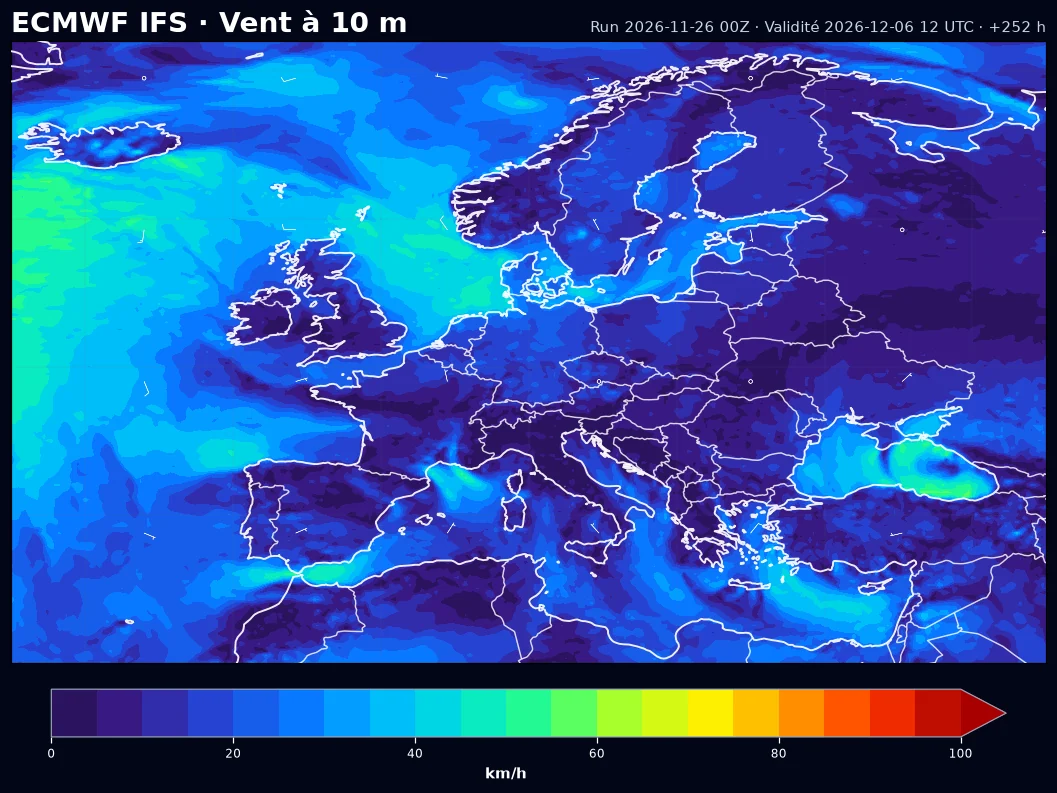 ECMWF IFS · Vent à 10 m
Run 2026-11-26 00Z · Validité 2026-12-06 12 UTC · +252 h
0 20 40 60 80 100
km/h